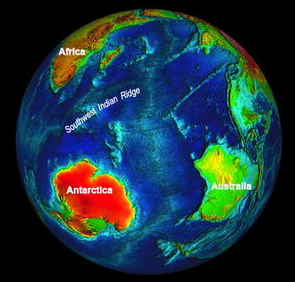 Africa
Southwest Indian Ridge
Antarctica
Australia